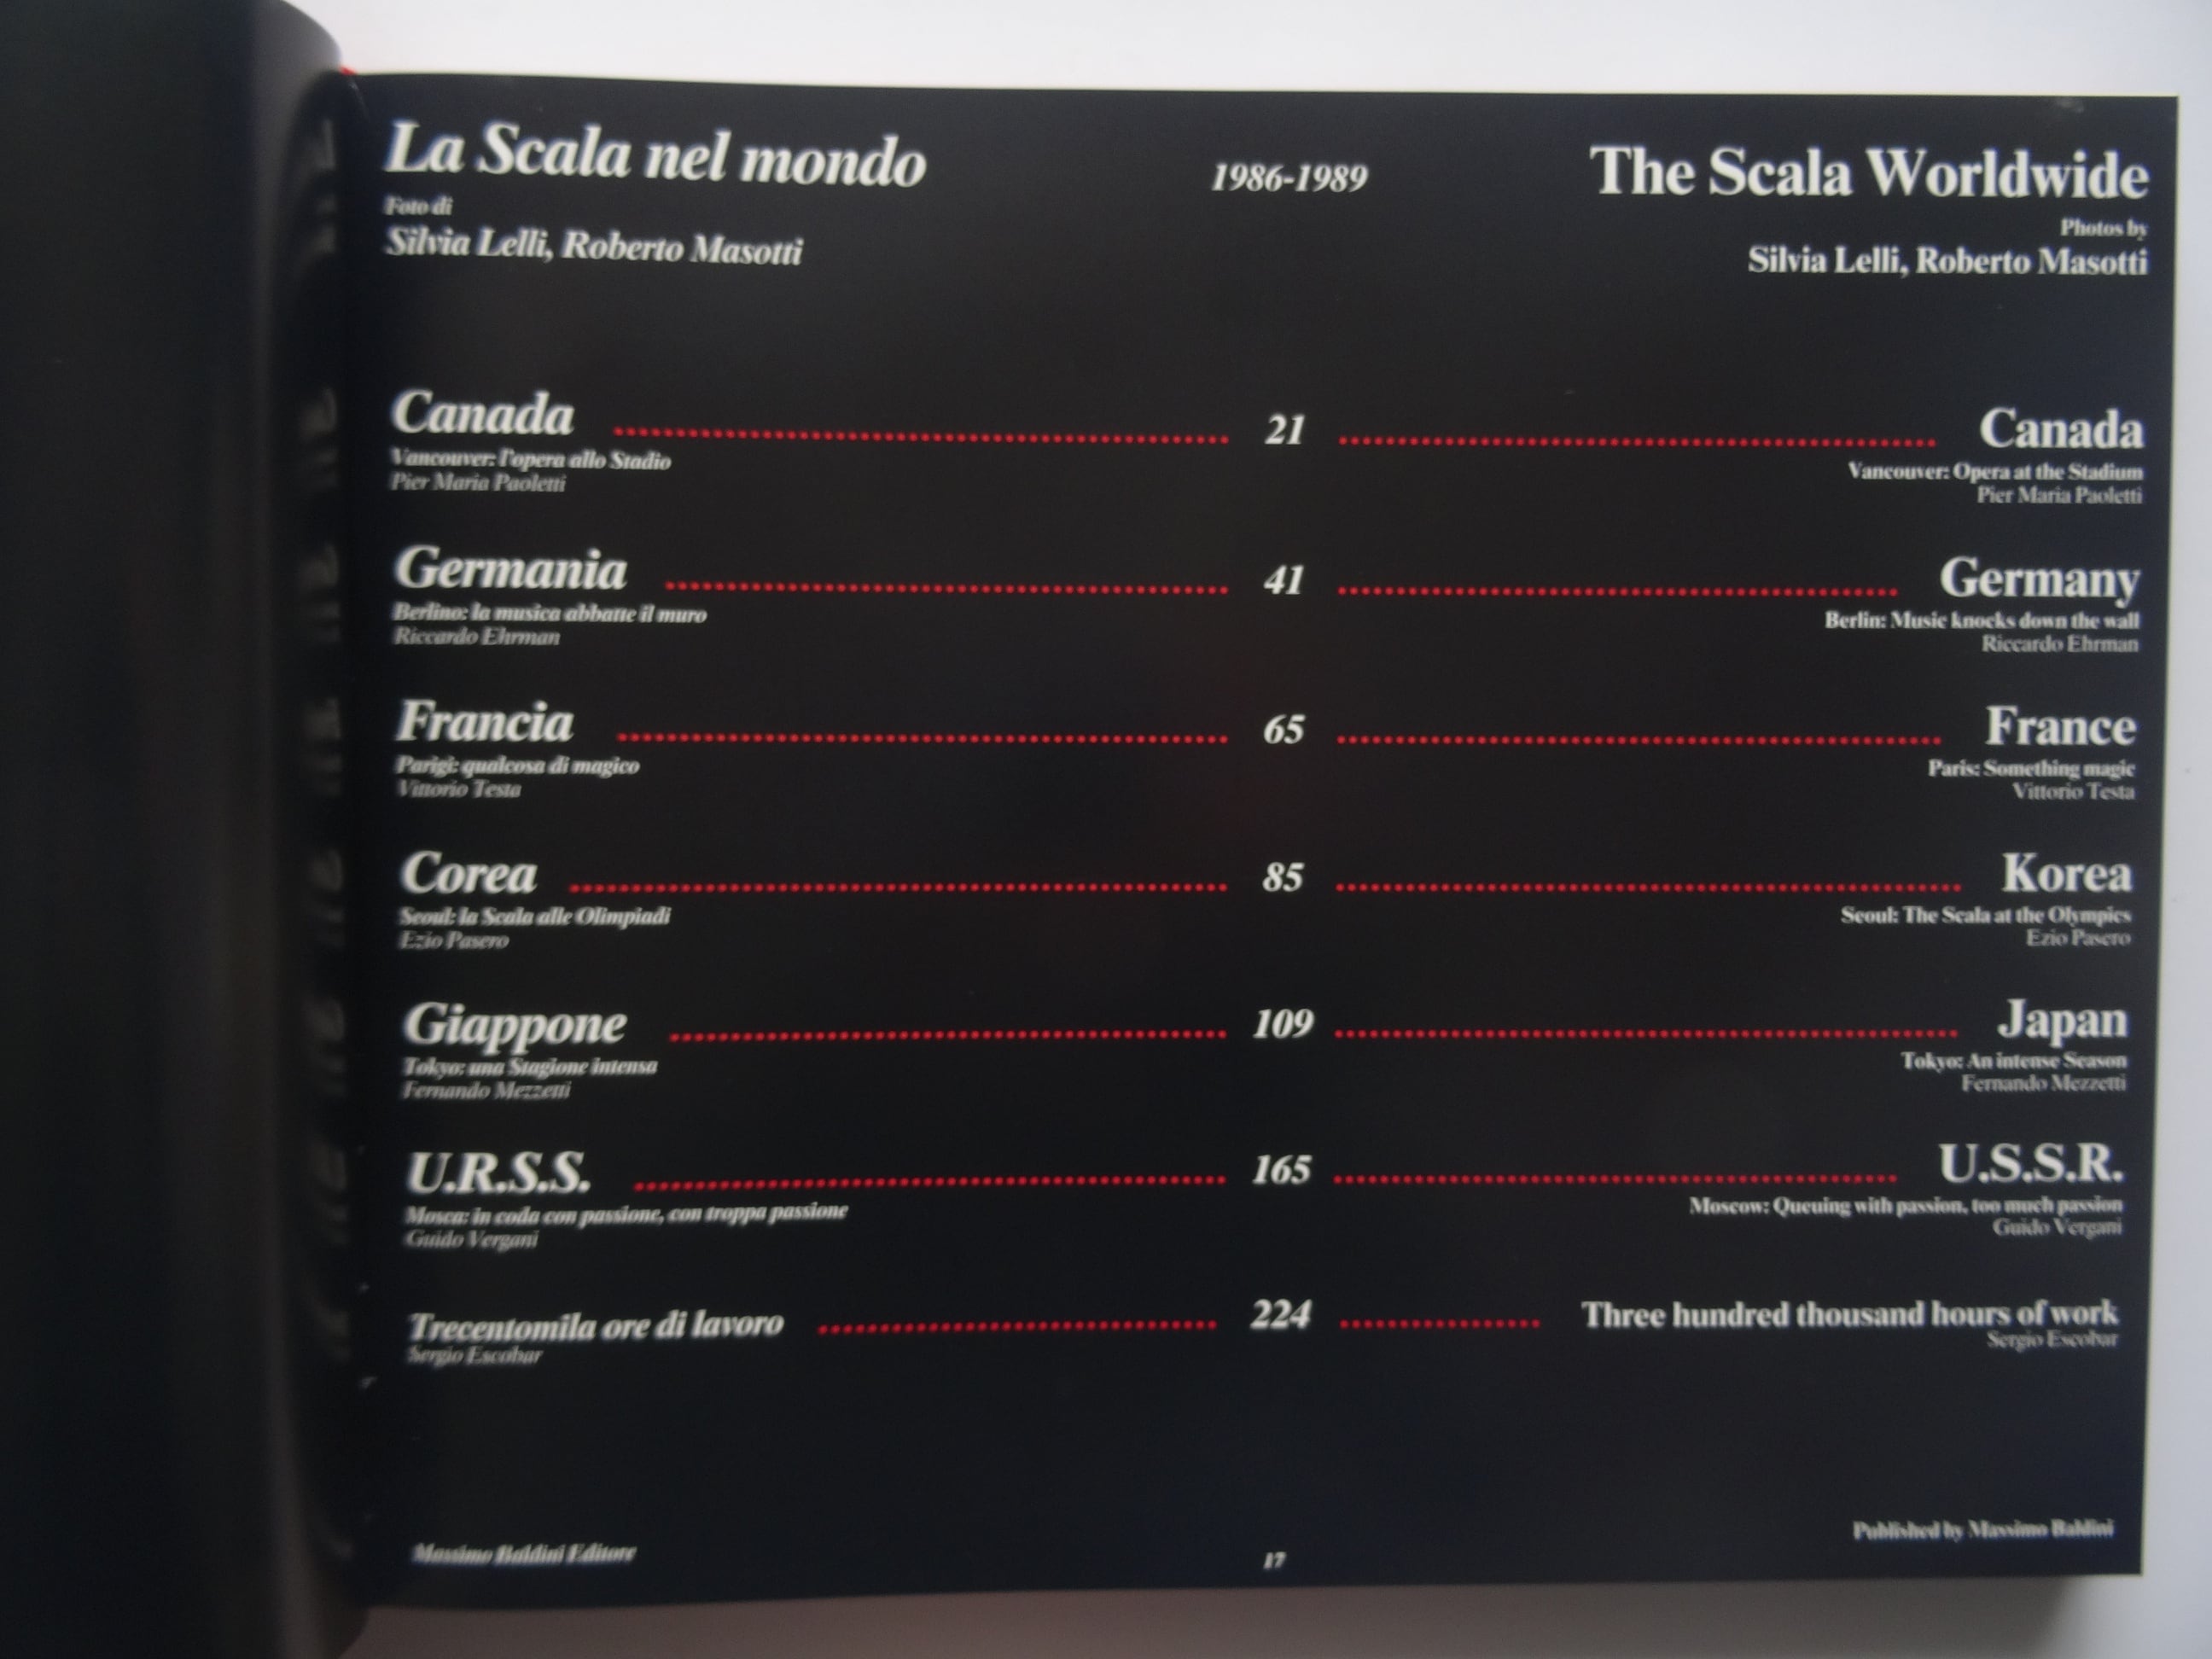 La Scala nel mondo 1986-1989 The Scala Worldwide
Foto di Photos by
Silvia Lelli, Roberto Masotti Silvia Lelli, Roberto Masotti
Canada 21 Canada
Vancouver: l'opera allo Stadio Vancouver: Opera at the Stadium
Pier Maria Paoletti Pier Maria Paoletti
Germania 41 Germany
Berlino: la musica abbatte il muro Berlin: Music knocks down the wall
Riccardo Ehrman Riccardo Ehrman
Francia 65 France
Parigi: qualcosa di magico Paris: Something magic
Vittorio Testa Vittorio Testa
Corea 85 Korea
Seoul: la Scala alle Olimpiadi Seoul: The Scala at the Olympics
Ezio Pasero Ezio Pasero
Giappone 109 Japan
Tokyo: una Stagione intensa Tokyo: An intense Season
Fernando Mezzetti Fernando Mezzetti
U.R.S.S. 165 U.S.S.R.
Mosca: in coda con passione, con troppa passione Moscow: Queuing with passion, too much passion
Guido Vergani Guido Vergani
Trecentomila ore di lavoro 224 Three hundred thousand hours of work
Sergio Escobar Sergio Escobar
Massimo Baldini Editore 17 Published by Massimo Baldini